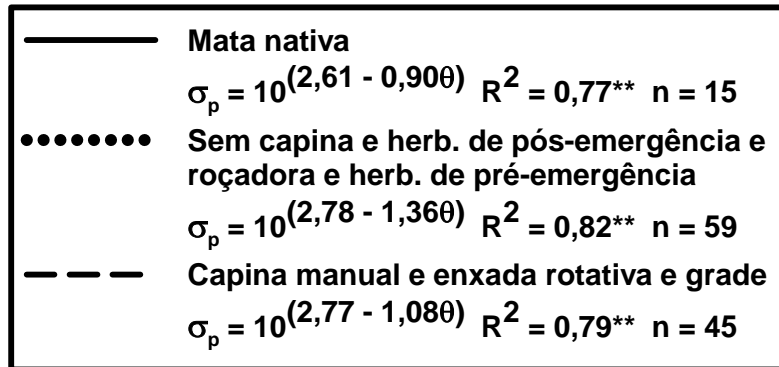 Mata nativa
σp = 10^(2,61 - 0,90θ) R² = 0,77** n = 15
Sem capina e herb. de pós-emergência e
roçadora e herb. de pré-emergência
σp = 10^(2,78 - 1,36θ) R² = 0,82** n = 59
Capina manual e enxada rotativa e grade
σp = 10^(2,77 - 1,08θ) R² = 0,79** n = 45